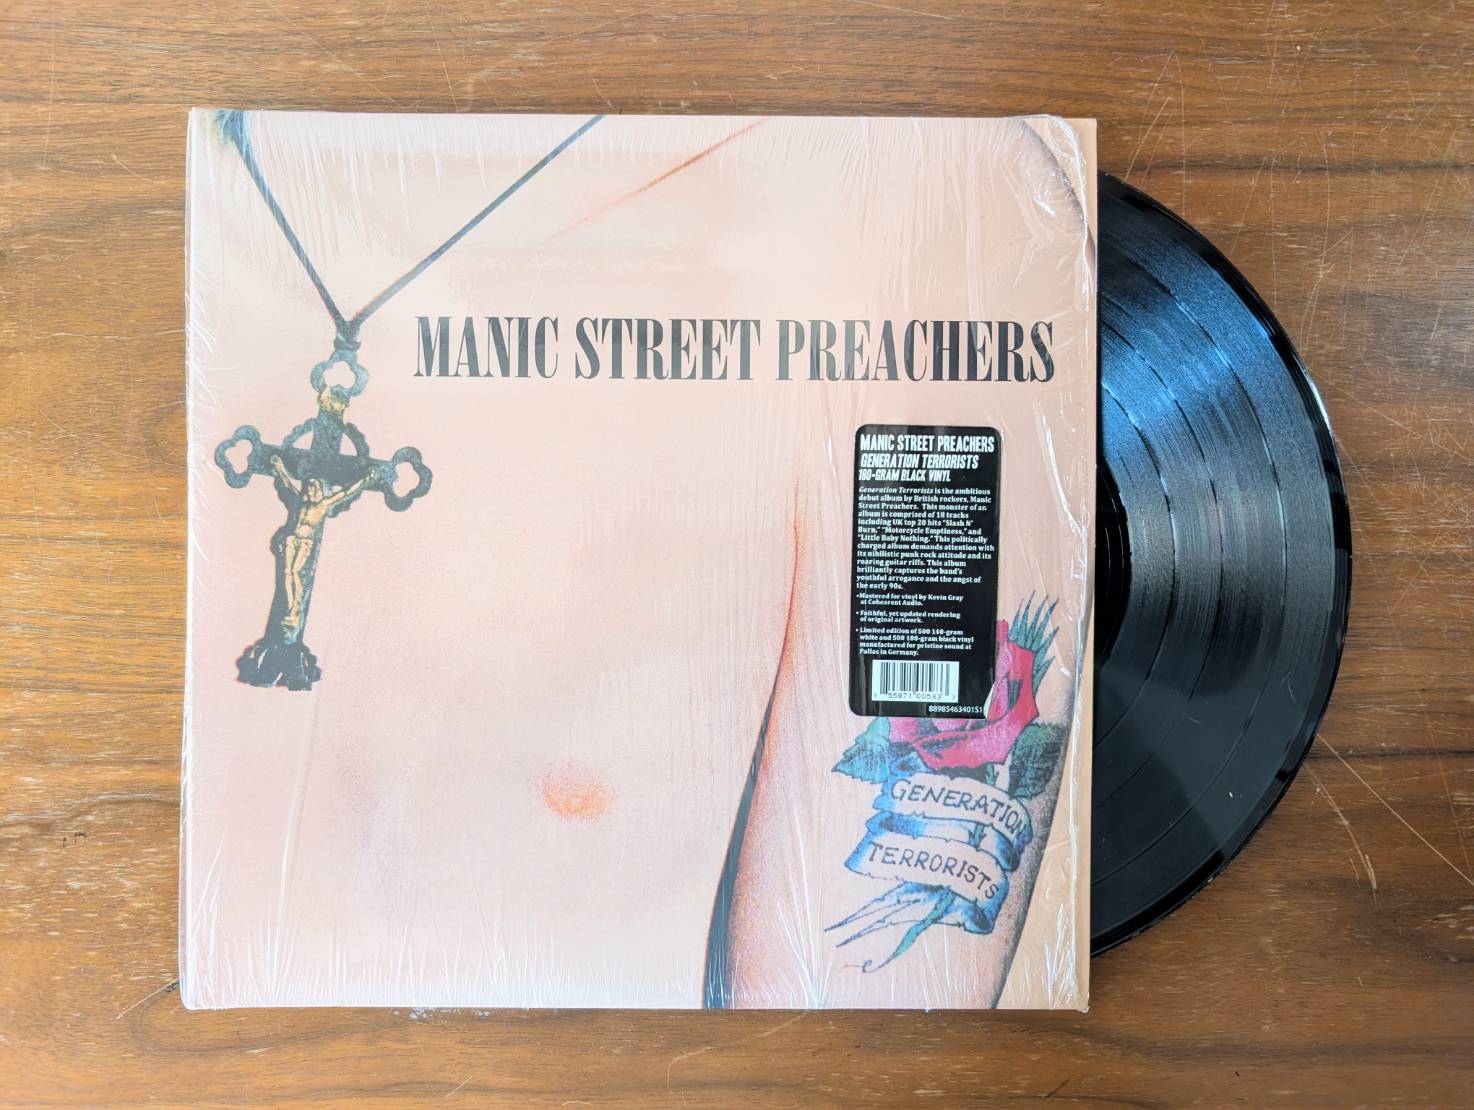 MANIC STREET PREACHERS
MANIC STREET PREACHERS
GENERATION TERRORISTS
180-GRAM BLACK VINYL
Generation Terrorists is the ambitious
debut album by British rockers, Manic
Street Preachers. This monster of an
album is comprised of 18 tracks
including UK top 20 hits "Slash N'
Burn," "Motorcycle Emptiness," and
"Little Baby Nothing." This politically
charged album demands attention with
its nihilistic punk rock attitude and its
roaring guitar riffs. This album
brilliantly captures the band's
youthful arrogance and the angst of
the early 90s.
•Mastered for vinyl by Kevin Gray
at Cohearent Audio.
• Faithful, yet updated rendering
of original artwork.
• Limited edition of 500 140-gram
white and 500 180-gram black vinyl
manufactured for pristine sound at
Pallas in Germany.
55971 00583
88985463401S1
GENERATION
TERRORISTS